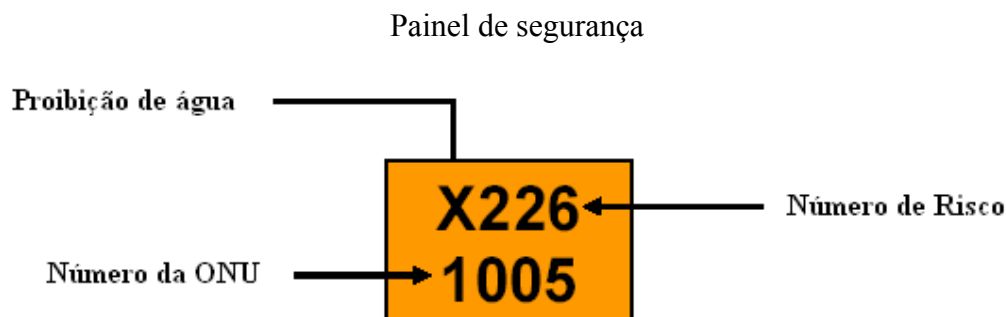 Painel de segurança
Proibição de água
X226
Número de Risco
Número da ONU
1005